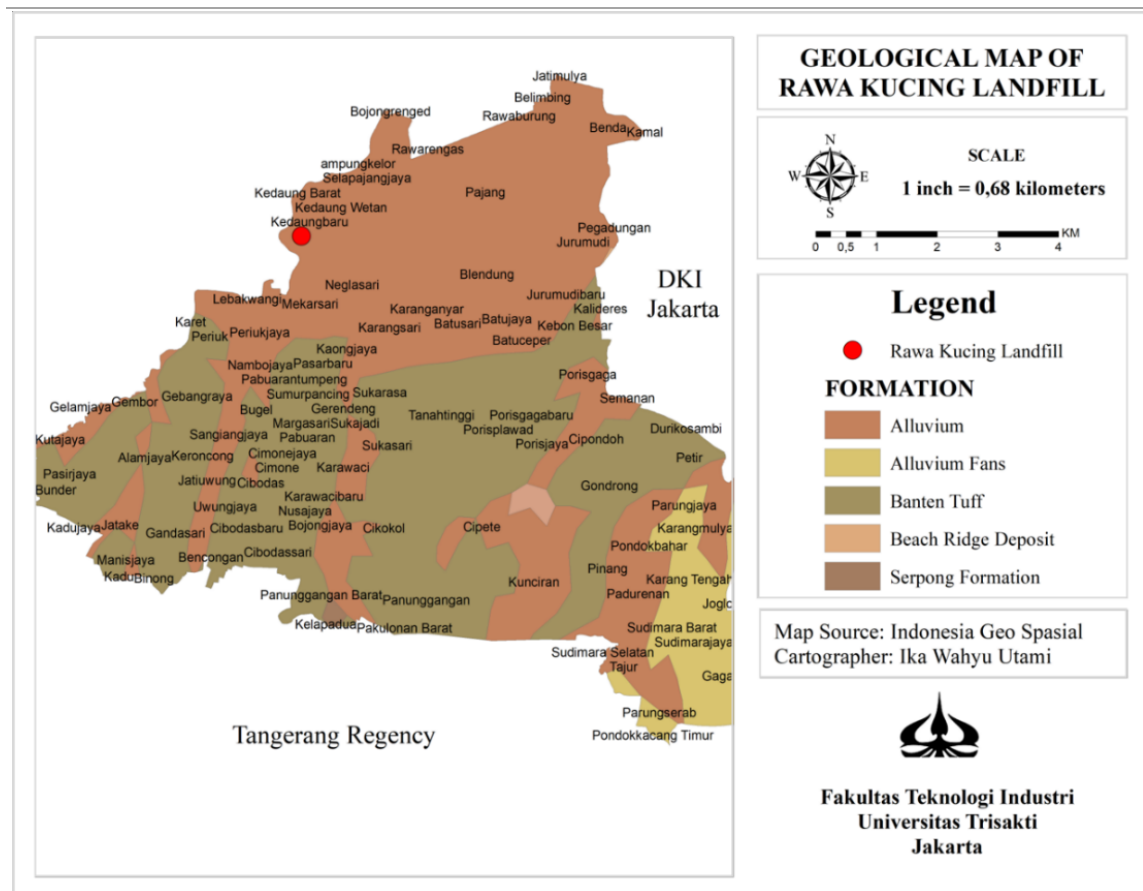 GEOLOGICAL MAP OF
RAWA KUCING LANDFILL
N
W E
S
SCALE
1 inch = 0,68 kilometers
KM
0 0,5 1 2 3 4
Legend
Rawa Kucing Landfill
FORMATION
Alluvium
Alluvium Fans
Banten Tuff
Beach Ridge Deposit
Serpong Formation
Map Source: Indonesia Geo Spasial
Cartographer: Ika Wahyu Utami
Fakultas Teknologi Industri
Universitas Trisakti
Jakarta
Jatimulya
Belimbing
Bojongrenged
Rawaburung
Benda
Kamal
Rawarengas
ampungkelor
Selapajangjaya
Kedaung Barat
Pajang
Kedaung Wetan
Kedaungbaru
Pegadungan
Jurumudi
Blendung
DKI
Jakarta
Neglasari
Lebakwangi
Mekarsari
Jurumudibaru
Karanganyar
Kalideres
Karet
Periuk
Periukjaya
Karangsari
Batusari
Batujaya
Kebon Besar
Batuceper
Kaongjaya
Nambojaya
Pasarbaru
Porisgaga
Pabuarantumpeng
Gelamjaya
Gembor
Gebangraya
Sumurpancing
Sukarasa
Semanan
Bugel
Gerendeng
Tanahtinggi
Porisgagabaru
Margasari
Sukajadi
Porisplawad
Durikosambi
Kutajaya
Sangiangjaya
Pabuaran
Sukasari
Porisjaya
Cipondoh
Alamjaya
Keroncong
Cimonejaya
Petir
Pasirjaya
Cimone
Karawaci
Bunder
Jatiuwung
Cibodas
Gondrong
Karawacibaru
Uwungjaya
Nusajaya
Parungjaya
Kadujaya
Jatake
Gandasari
Cibodasbaru
Bojongjaya
Cikokol
Cipete
Karangmulya
Pondokbahar
Manisjaya
Bencongan
Cibodassari
Kadu
Binong
Kunciran
Pinang
Karang Tengah
Panunggangan Barat
Panunggangan
Padurenan
Joglo
Kelapadua
Pakulonan Barat
Sudimara Barat
Sudimarajaya
Sudimara Selatan
Tajur
Gaga
Parungserab
Pondokkacang Timur
Tangerang Regency